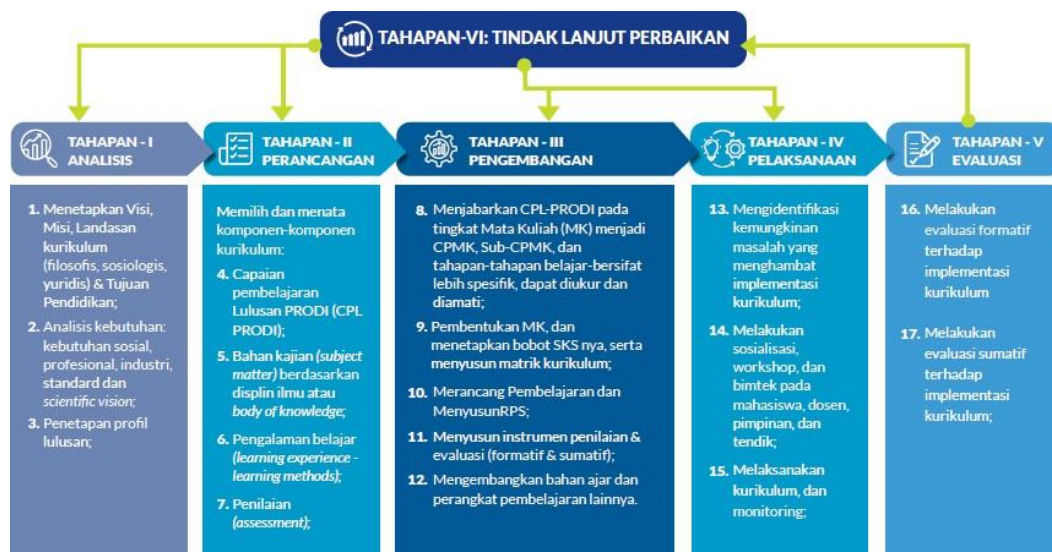 TAHAPAN-VI: TINDAK LANJUT PERBAIKAN
TAHAPAN - I
ANALISIS
1. Menetapkan Visi,
Misi, Landasan
kurikulum
(filosofis, sosiologis,
yuridis) & Tujuan
Pendidikan;
2. Analisis kebutuhan:
kebutuhan sosial,
profesional, industri,
standard dan
scientific vision;
3. Penetapan profil
lulusan;
TAHAPAN - II
PERANCANGAN
Memilih dan menata
komponen-komponen
kurikulum:
4. Capaian
pembelajaran
Lulusan PRODI (CPL
PRODI);
5. Bahan kajian (subject
matter) berdasarkan
displin ilmu atau
body of knowledge;
6. Pengalaman belajar
(learning experience -
learning methods);
7. Penilaian
(assessment);
TAHAPAN - III
PENGEMBANGAN
8. Menjabarkan CPL-PRODI pada
tingkat Mata Kuliah (MK) menjadi
CPMK, Sub-CPMK, dan
tahapan-tahapan belajar-bersifat
lebih spesifik, dapat diukur dan
diamati;
9. Pembentukan MK, dan
menetapkan bobot SKS nya, serta
menyusun matrik kurikulum;
10. Merancang Pembelajaran dan
MenyusunRPS;
11. Menyusun instrumen penilaian &
evaluasi (formatif & sumatif);
12. Mengembangkan bahan ajar dan
perangkat pembelajaran lainnya.
TAHAPAN - IV
PELAKSANAAN
13. Mengidentifikasi
kemungkinan
masalah yang
menghambat
implementasi
kurikulum;
14. Melakukan
sosialisasi,
workshop, dan
bimtek pada
mahasiswa, dosen,
pimpinan, dan
tendik;
15. Melaksanakan
kurikulum, dan
monitoring;
TAHAPAN - V
EVALUASI
16. Melakukan
evaluasi formatif
terhadap
implementasi
kurikulum
17. Melakukan
evaluasi sumatif
terhadap
implementasi
kurikulum;